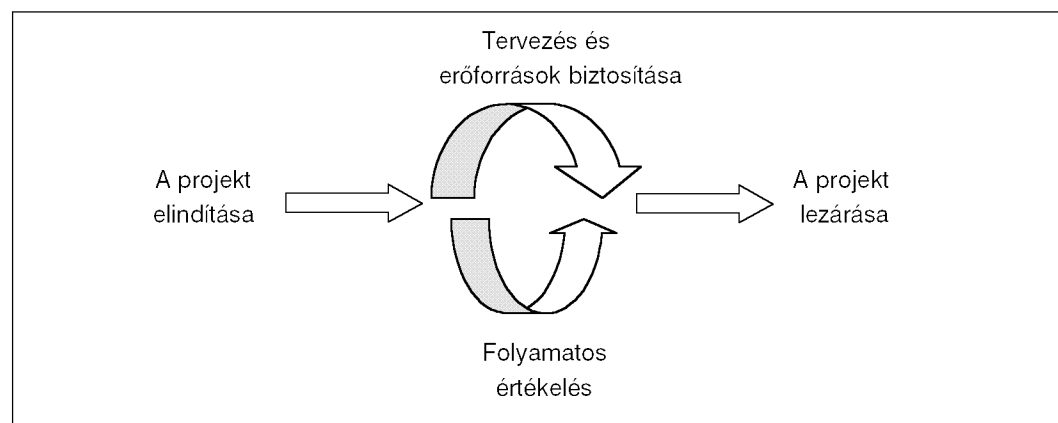 Tervezés és
erőforrások biztosítása
A projekt
elindítása
A projekt
lezárása
Folyamatos
értékelés